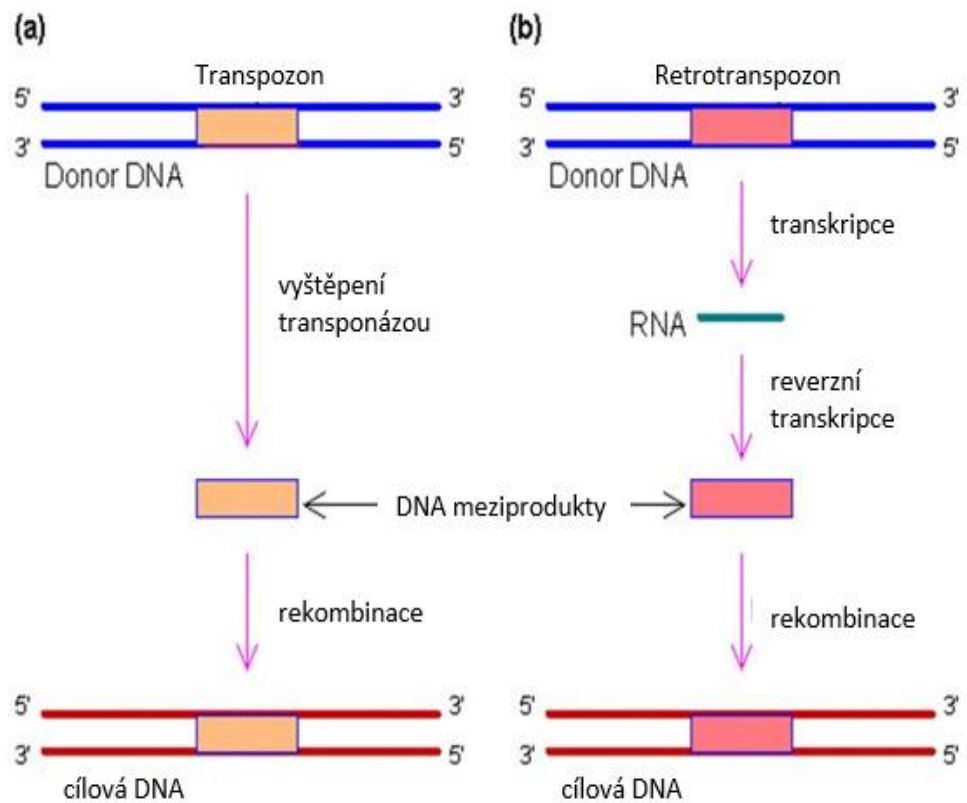 (a)
Transpozon
5' 3'
3' 5'
Donor DNA
vyštěpení
transponázou
rekombinace
5' 3'
3' 5'
cílová DNA
(b)
Retrotranspozon
5' 3'
3' 5'
Donor DNA
transkripce
RNA
reverzní
transkripce
DNA meziprodukty
rekombinace
5' 3'
3' 5'
cílová DNA